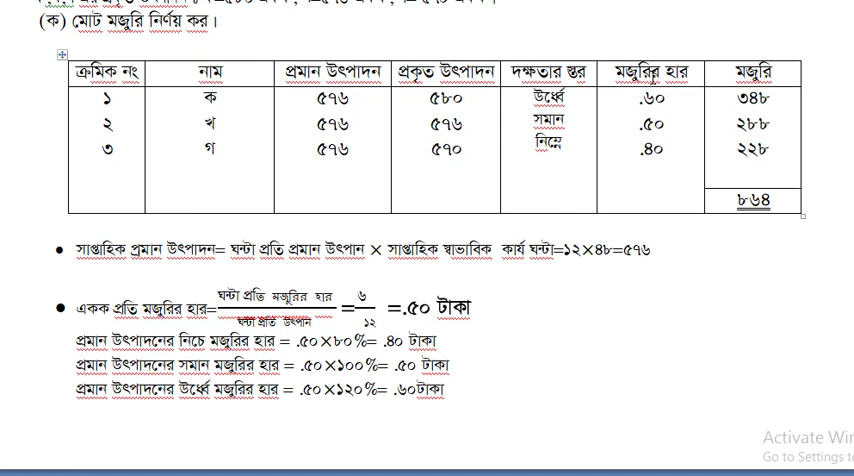 (ক) মোট মজুরি নির্ণয় কর।
ক্রমিক নং নাম প্রমান উৎপাদন প্রকৃত উৎপাদন দক্ষতার স্তর মজুরির হার মজুরি
১ ক ৫৭৬ ৫৮০ উর্ধ্বে .৬০ ৩৪৮
২ খ ৫৭৬ ৫৭৬ সমান .৫০ ২৮৮
৩ গ ৫৭৬ ৫৭০ নিম্নে .৪০ ২২৮
৮৬৪
সাপ্তাহিক প্রমান উৎপাদন= ঘন্টা প্রতি প্রমান উৎপান × সাপ্তাহিক স্বাভাবিক কার্য ঘন্টা=১২×৪৮=৫৭৬
একক প্রতি মজুরির হার= ঘন্টা প্রতি মজুরির হার / ঘন্টা প্রতি উৎপান = ৬ / ১২ =.৫০ টাকা
প্রমান উৎপাদনের নিচে মজুরির হার = .৫০×৮০%= .৪০ টাকা
প্রমান উৎপাদনের সমান মজুরির হার = .৫০×১০০%= .৫০ টাকা
প্রমান উৎপাদনের উর্ধ্বে মজুরির হার = .৫০×১২০%= .৬০টাকা
Activate Win
Go to Settings to